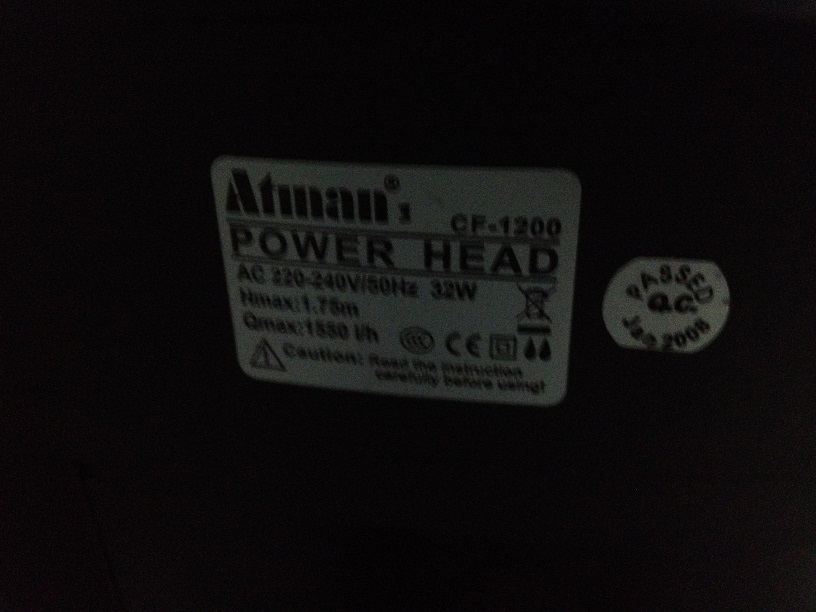 Atman®
CF-1200
POWER HEAD
AC 220-240V/50Hz 32W
Hmax:1.75m
Qmax:1550 l/h
CE
Caution: Read the instruction
carefully before using!
PASSED
Q.C.
Jan 2008